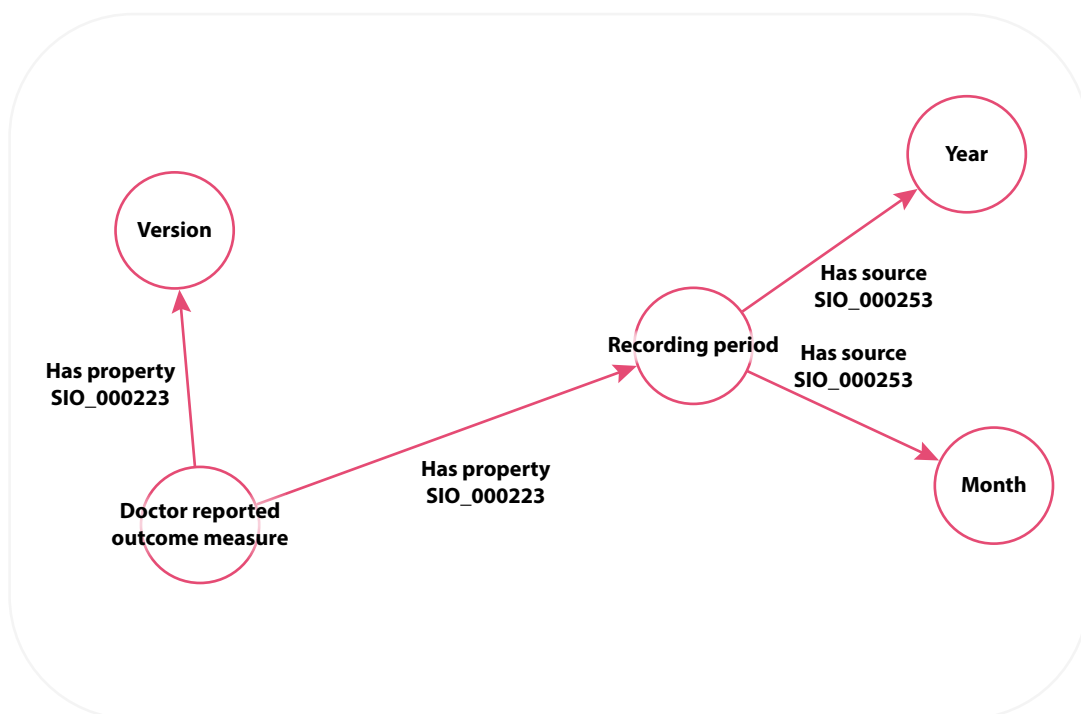 Year
Version
Has source
SIO_000253
Recording period
Has source
SIO_000253
Has property
SIO_000223
Has property
SIO_000223
Month
Doctor reported
outcome measure